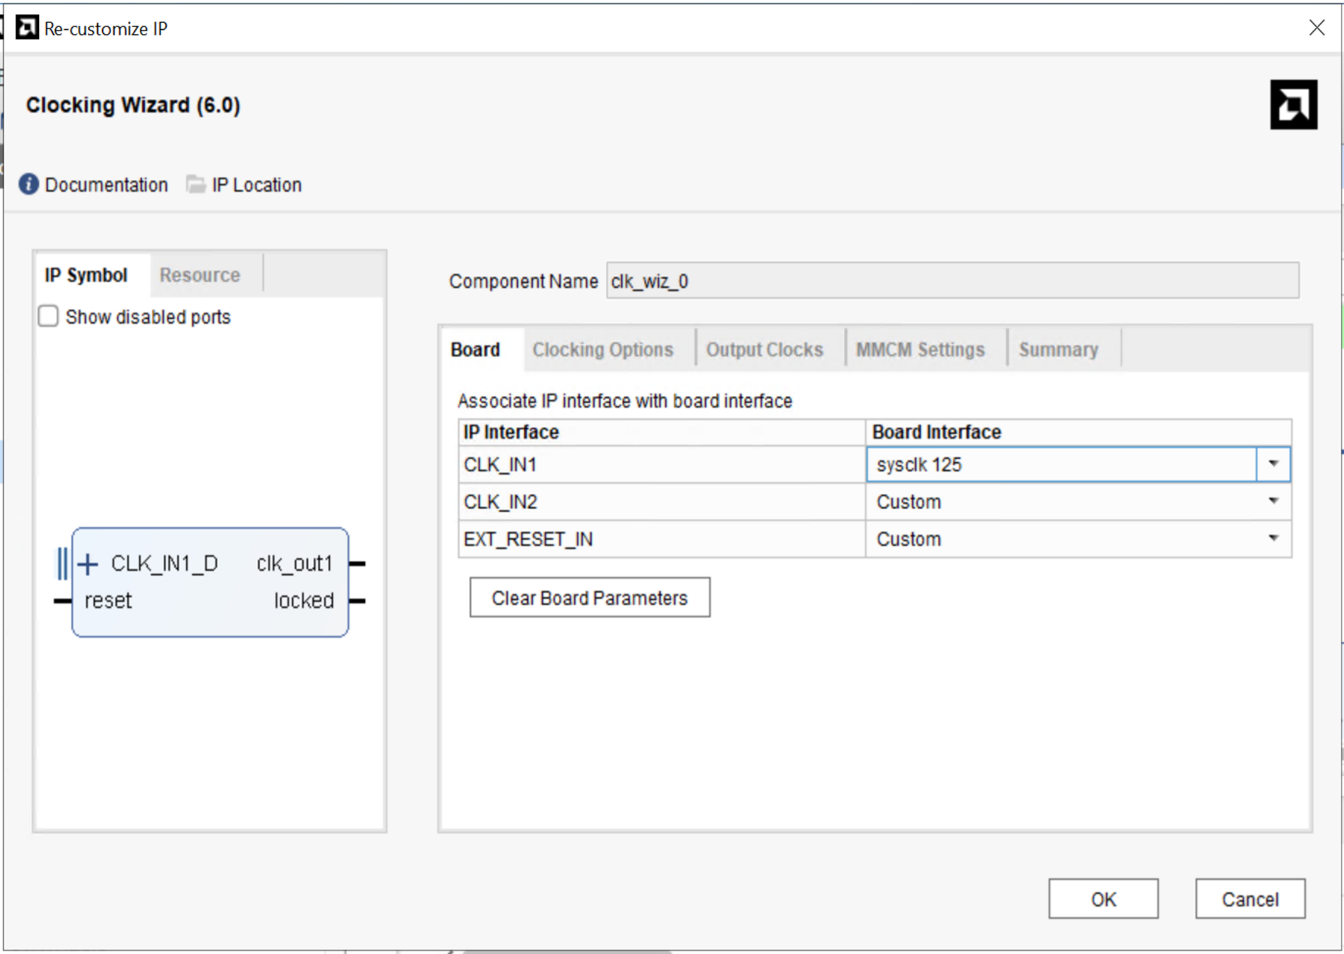 Re-customize IP
Clocking Wizard (6.0)
Documentation IP Location
IP Symbol Resource
Show disabled ports
CLK_IN1_D clk_out1
reset locked
Component Name clk_wiz_0
Board Clocking Options Output Clocks MMCM Settings Summary
Associate IP interface with board interface
IP Interface Board Interface
CLK_IN1 sysclk 125
CLK_IN2 Custom
EXT_RESET_IN Custom
Clear Board Parameters
OK Cancel